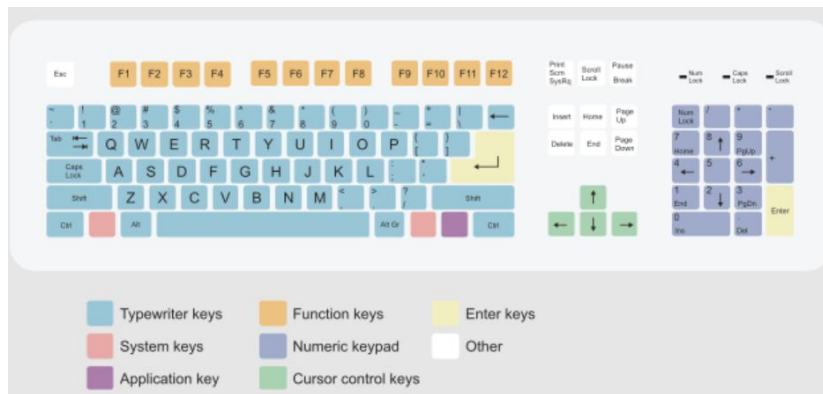 Esc F1 F2 F3 F4 F5 F6 F7 F8 F9 F10 F11 F12 Print Scrn SysRq Scroll Lock Pause Break Num Lock Caps Lock Scroll Lock
~ ! @ # $ % ^ & * ( ) _ + |
1 2 3 4 5 6 7 8 9 0 - = \ Insert Home Page Up Num Lock / * -
Tab Q W E R T Y U I O P { [ } ] Delete End Page Down 7 Home 8 9 PgUp +
Caps Lock A S D F G H J K L : ; 4 5 6
Shift Z X C V B N M < , > . ? / Shift 1 End 2 3 PgDn Enter
Ctrl Alt Alt Gr Ctrl 0 Ins . Del
Typewriter keys Function keys Enter keys
System keys Numeric keypad Other
Application key Cursor control keys